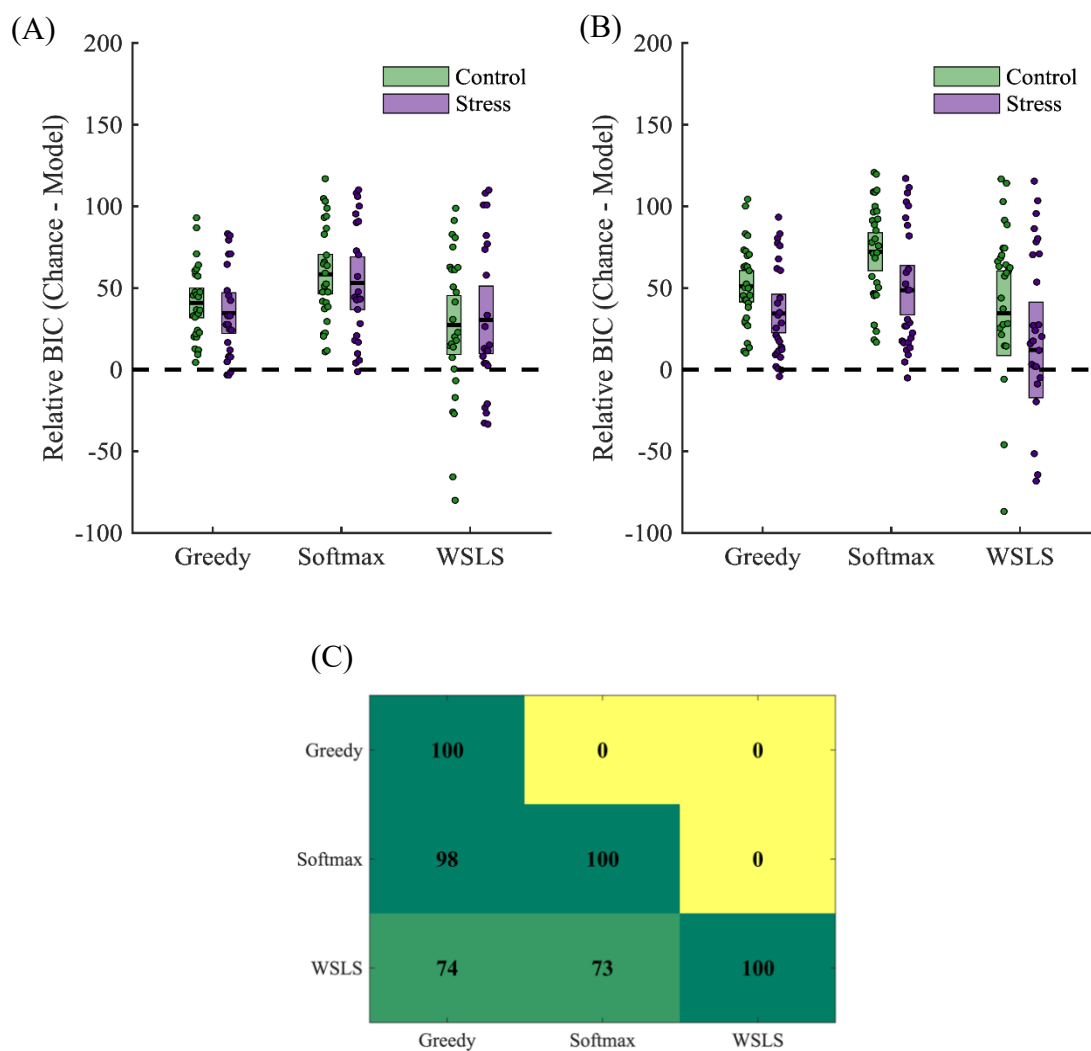 (A)
200
150
100
50
0
-50
-100
Relative BIC (Chance - Model)
Control
Stress
Greedy Softmax WSLS
(B)
200
150
100
50
0
-50
-100
Relative BIC (Chance - Model)
Control
Stress
Greedy Softmax WSLS
(C)
Greedy 100 0 0
Softmax 98 100 0
WSLS 74 73 100
Greedy Softmax WSLS